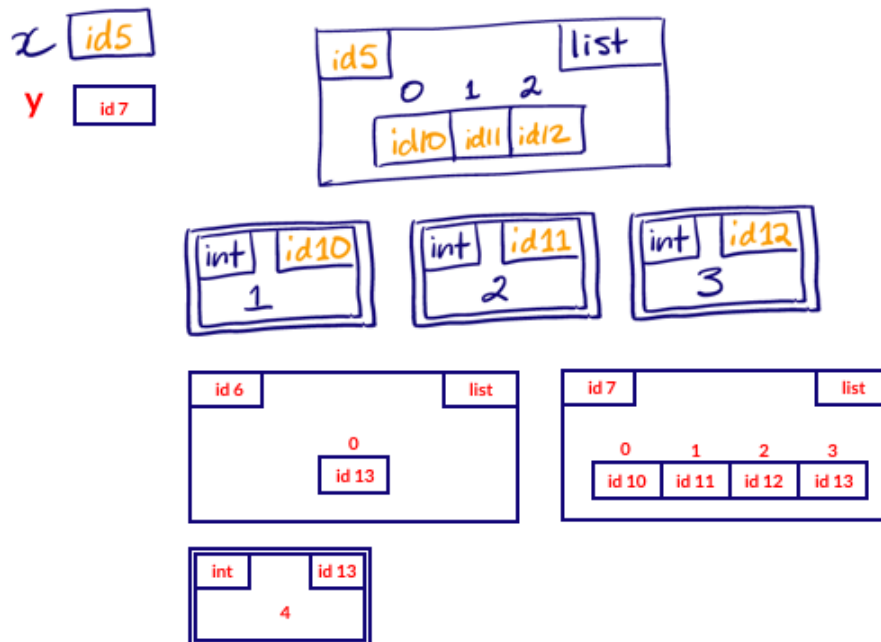 x id5
y id 7
id5 list
0 1 2
id10 id11 id12
int id10
1
int id11
2
int id12
3
id 6 list
0
id 13
id 7 list
0 1 2 3
id 10 id 11 id 12 id 13
int id 13
4